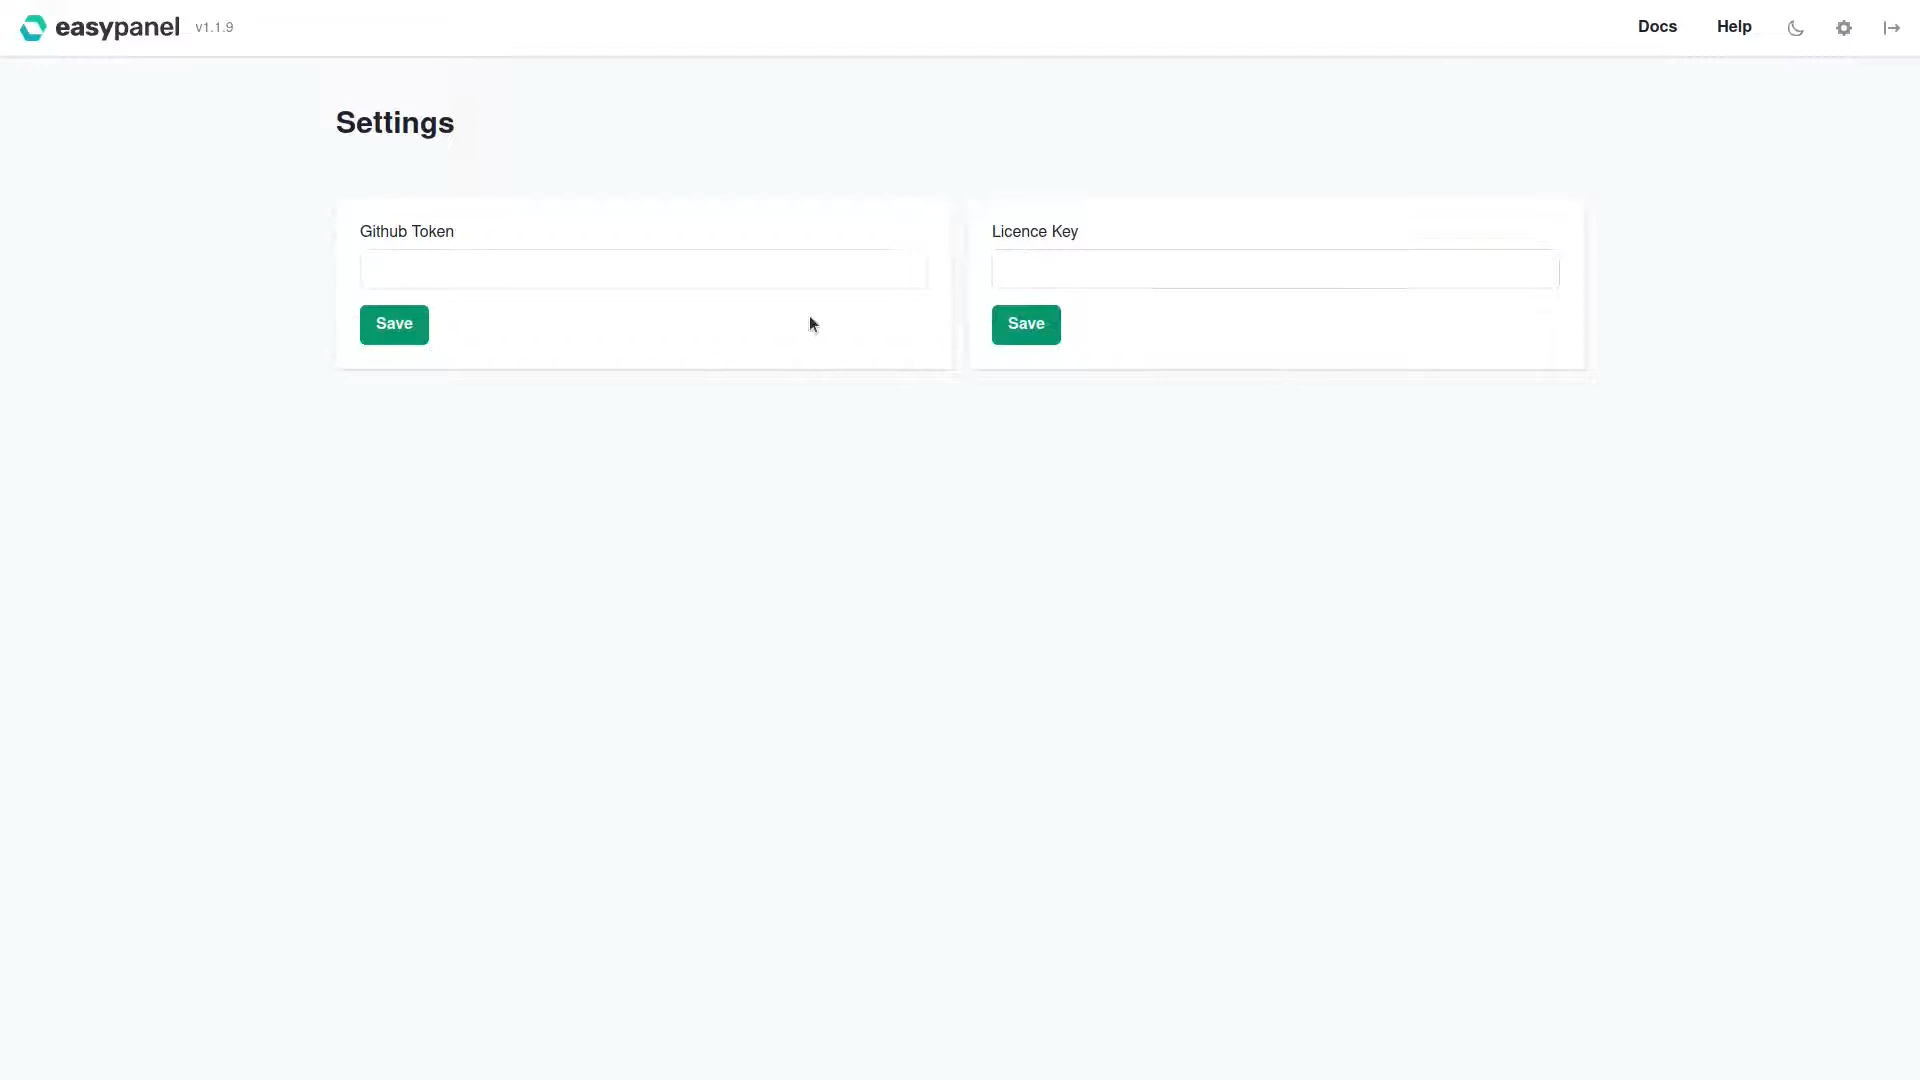 easypanel v1.1.9 Docs Help
Settings
Github Token
Licence Key
Save
Save